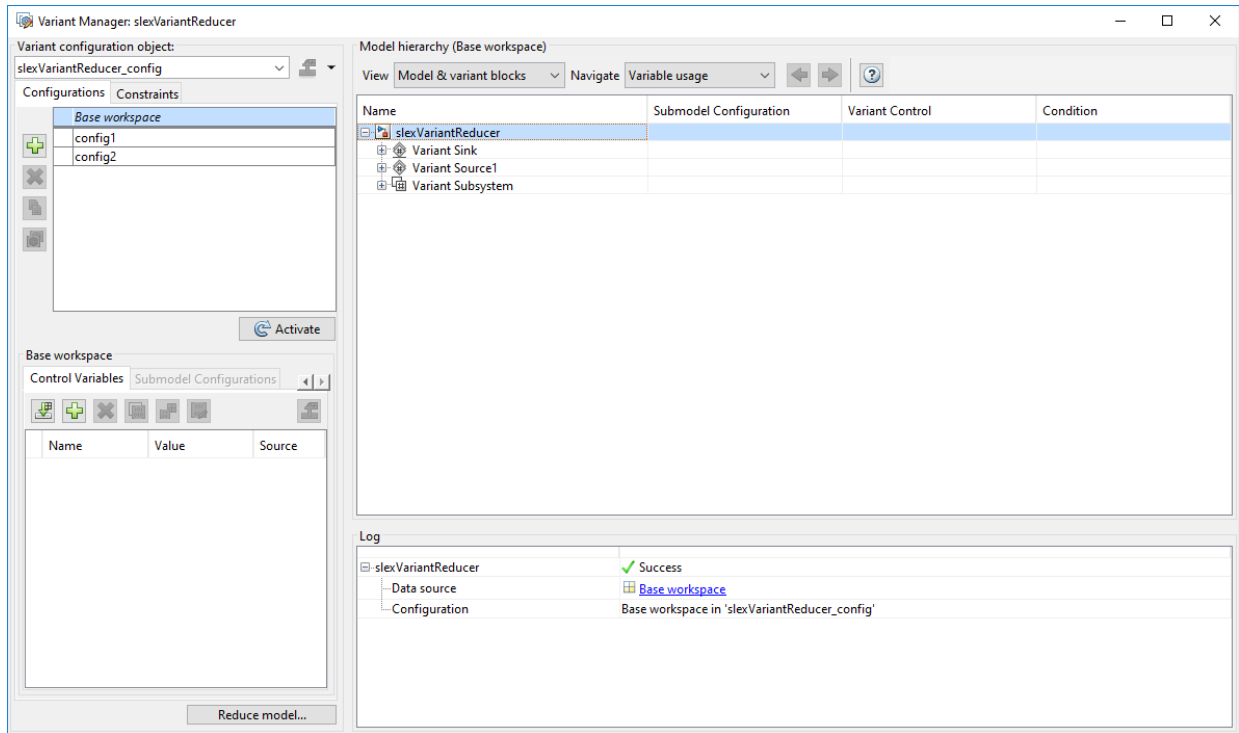 Variant Manager: slexVariantReducer
Variant configuration object:
slexVariantReducer_config
Configurations Constraints
Base workspace
config1
config2
Activate
Base workspace
Control Variables Submodel Configurations
Name Value Source
Reduce model...
Model hierarchy (Base workspace)
View Model & variant blocks Navigate Variable usage
Name Submodel Configuration Variant Control Condition
slexVariantReducer
Variant Sink
Variant Source1
Variant Subsystem
Log
slexVariantReducer Success
Data source Base workspace
Configuration Base workspace in 'slexVariantReducer_config'